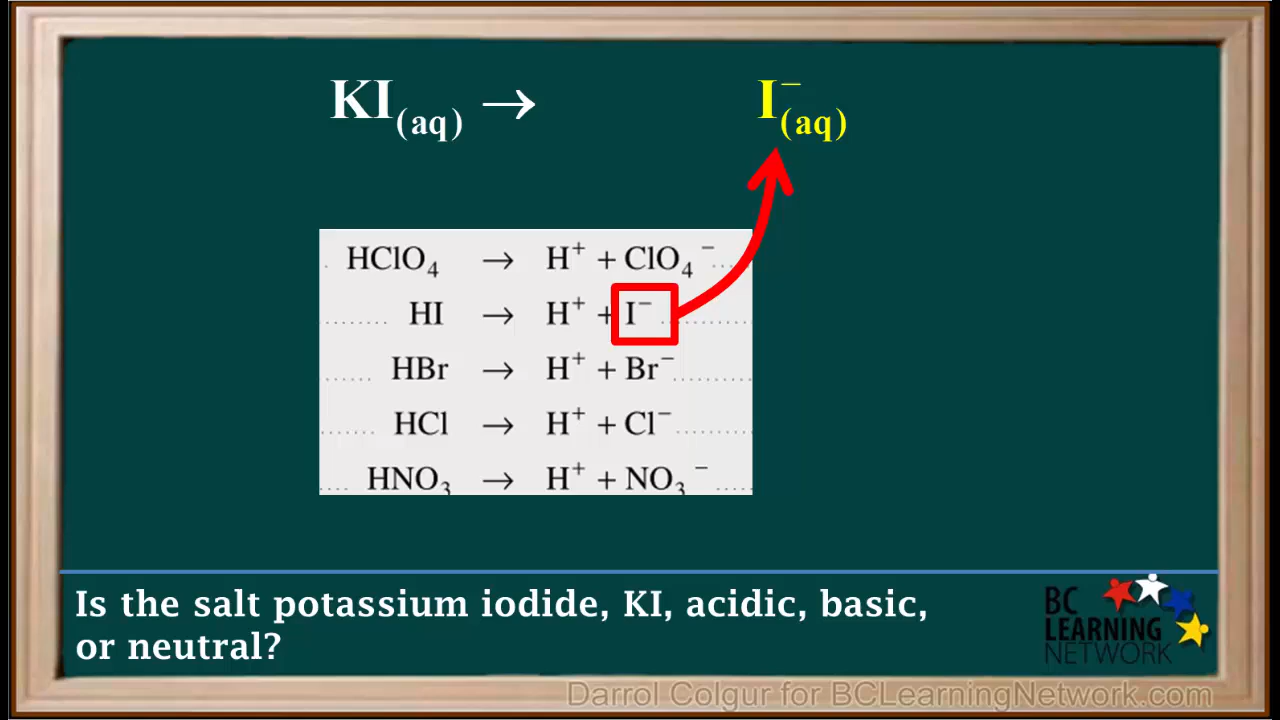 KI(aq) → I⁻(aq)
HClO₄ → H⁺ + ClO₄⁻
HI → H⁺ + I⁻
HBr → H⁺ + Br⁻
HCl → H⁺ + Cl⁻
HNO₃ → H⁺ + NO₃⁻
Is the salt potassium iodide, KI, acidic, basic,
or neutral?
BC
LEARNING
NETWORK
Darrol Colgur for BCLearningNetwork.com